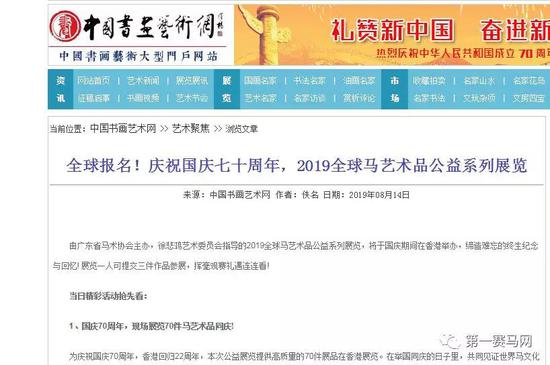 中国书画艺术网
中國書畫藝術大型門戶网站
礼赞新中国 奋进新
热烈庆祝中华人民共和国成立70周年
资讯
网站首页 | 艺术新闻 | 展览展讯
征稿启事 | 书画视频 | 艺术书会
展览
国画名家 | 书法名家 | 油画名家
艺术名家 | 名家访谈 | 赏析评论
市场
收藏拍卖 | 名家山水 | 名家花鸟
名家书法 | 文玩杂项 | 文房四宝
当前位置：中国书画艺术网 >> 艺术聚焦 >> 浏览文章
全球报名！庆祝国庆七十周年，2019全球马艺术品公益系列展览
来源：中国书画艺术网 作者：佚名 日期：2019年08月14日
由广东省马术协会主办，徐悲鸿艺术委员会指导的2019全球马艺术品公益系列展览，将于国庆期间在香港举办，缔造难忘的终生纪念
与回忆! 展览一人可提交三件作品参展，挥毫观赛礼遇连连看!
当日精彩活动抢先看：
1、国庆70周年，现场展览70件马艺术品同庆!
为庆祝国庆70周年，香港回归22周年，本次公益展览提供高质量的70件展品在香港展览。在举国同庆的日子里，共同见证世界马文化
第一赛马网